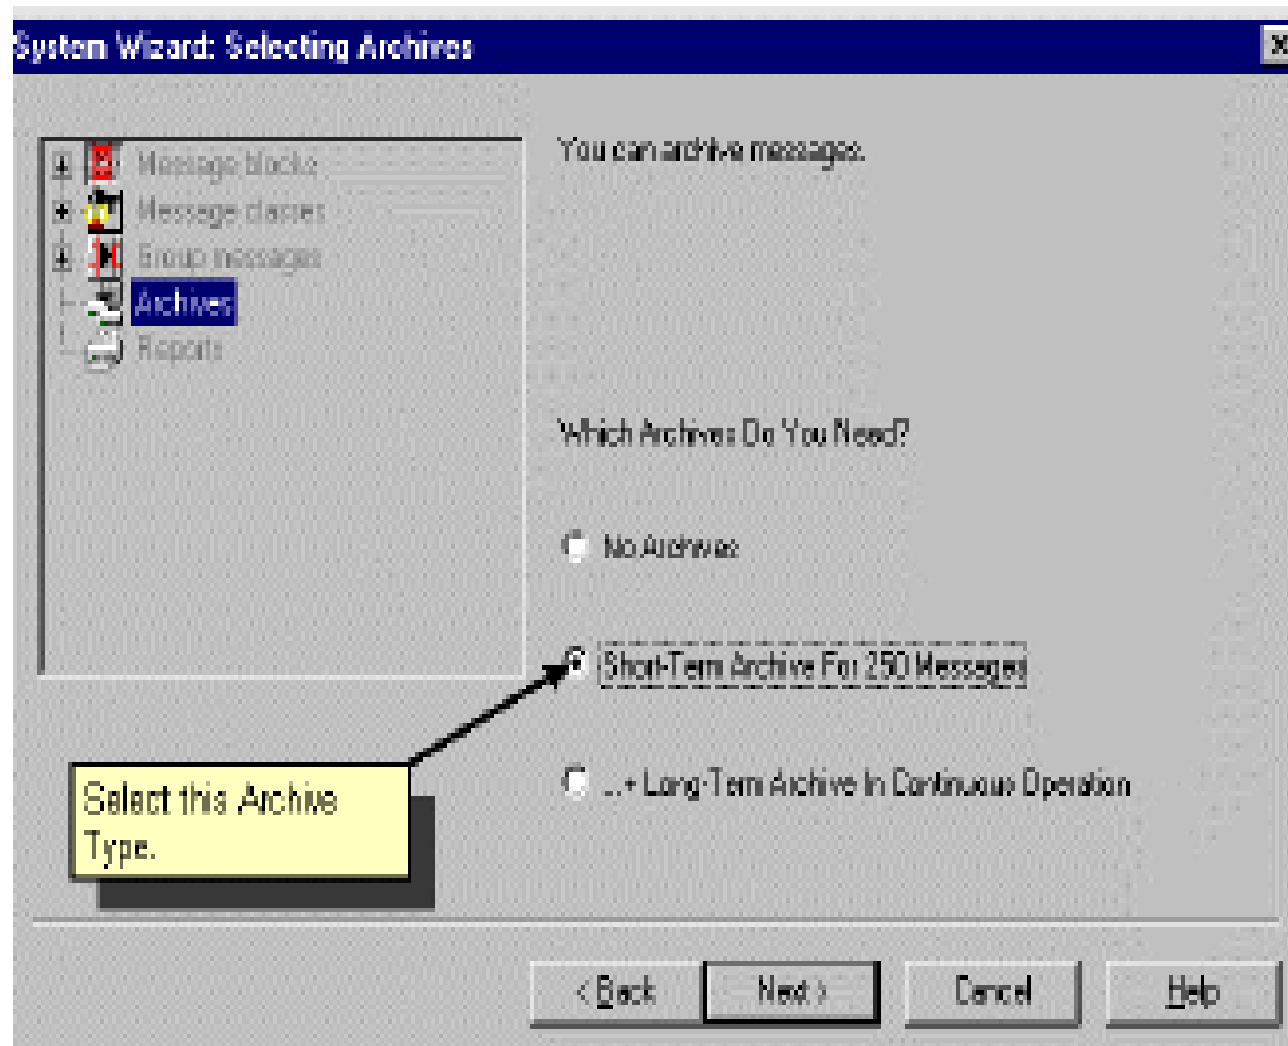 System Wizard: Selecting Archives
Message blocks
Message classes
Group messages
Archives
Reports
You can archive messages.
Which Archives Do You Need?
No Archives
Short-Term Archive For 250 Messages
...+ Long-Term Archive In Continuous Operation
Select this Archive
Type.
< Back
Next >
Cancel
Help